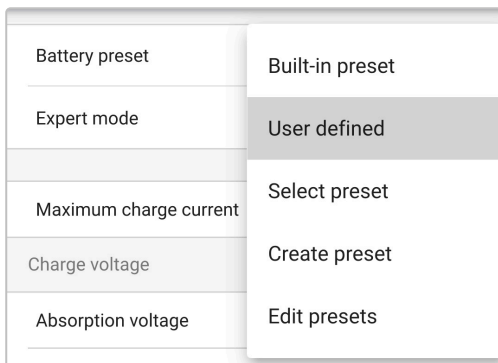 Battery preset
Expert mode
Maximum charge current
Charge voltage
Absorption voltage
Built-in preset
User defined
Select preset
Create preset
Edit presets